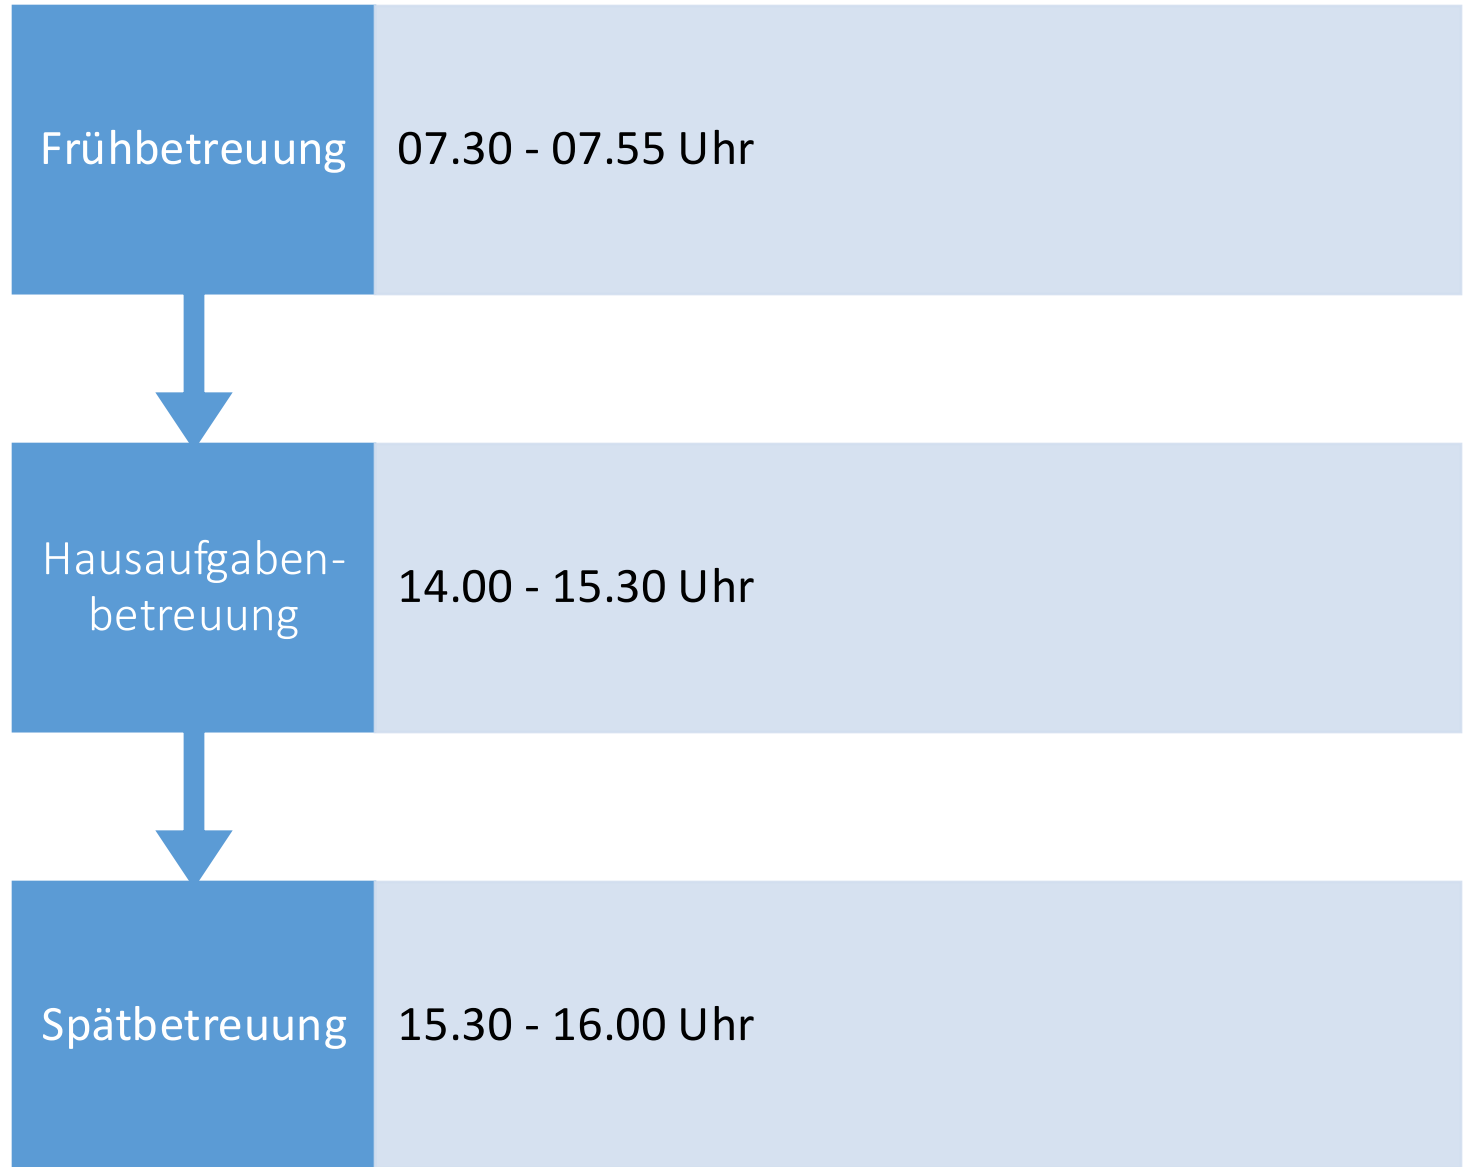 Frühbetreuung
07.30 - 07.55 Uhr
Hausaufgaben-
betreuung
14.00 - 15.30 Uhr
Spätbetreuung
15.30 - 16.00 Uhr